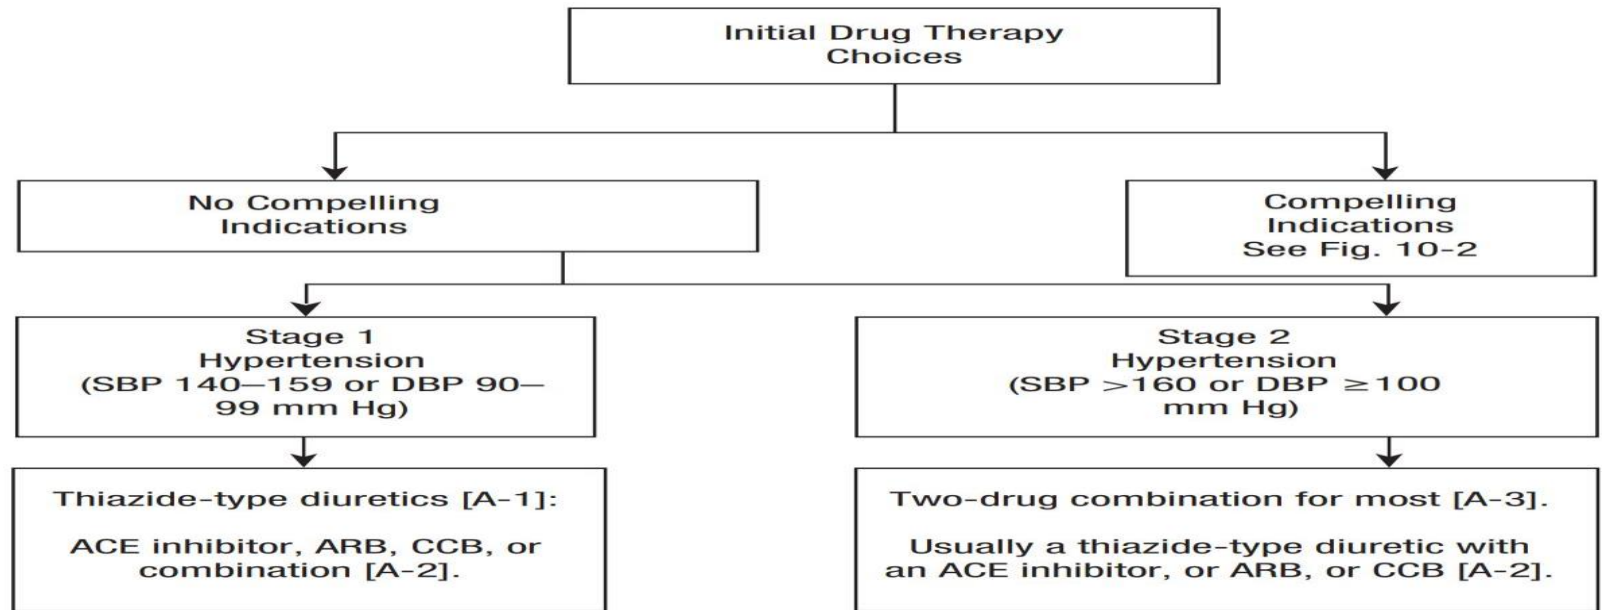 Initial Drug Therapy
Choices
No Compelling
Indications
Compelling
Indications
See Fig. 10-2
Stage 1
Hypertension
(SBP 140–159 or DBP 90–
99 mm Hg)
Stage 2
Hypertension
(SBP >160 or DBP ≥100
mm Hg)
Thiazide-type diuretics [A-1]:
ACE inhibitor, ARB, CCB, or
combination [A-2].
Two-drug combination for most [A-3].
Usually a thiazide-type diuretic with
an ACE inhibitor, or ARB, or CCB [A-2].